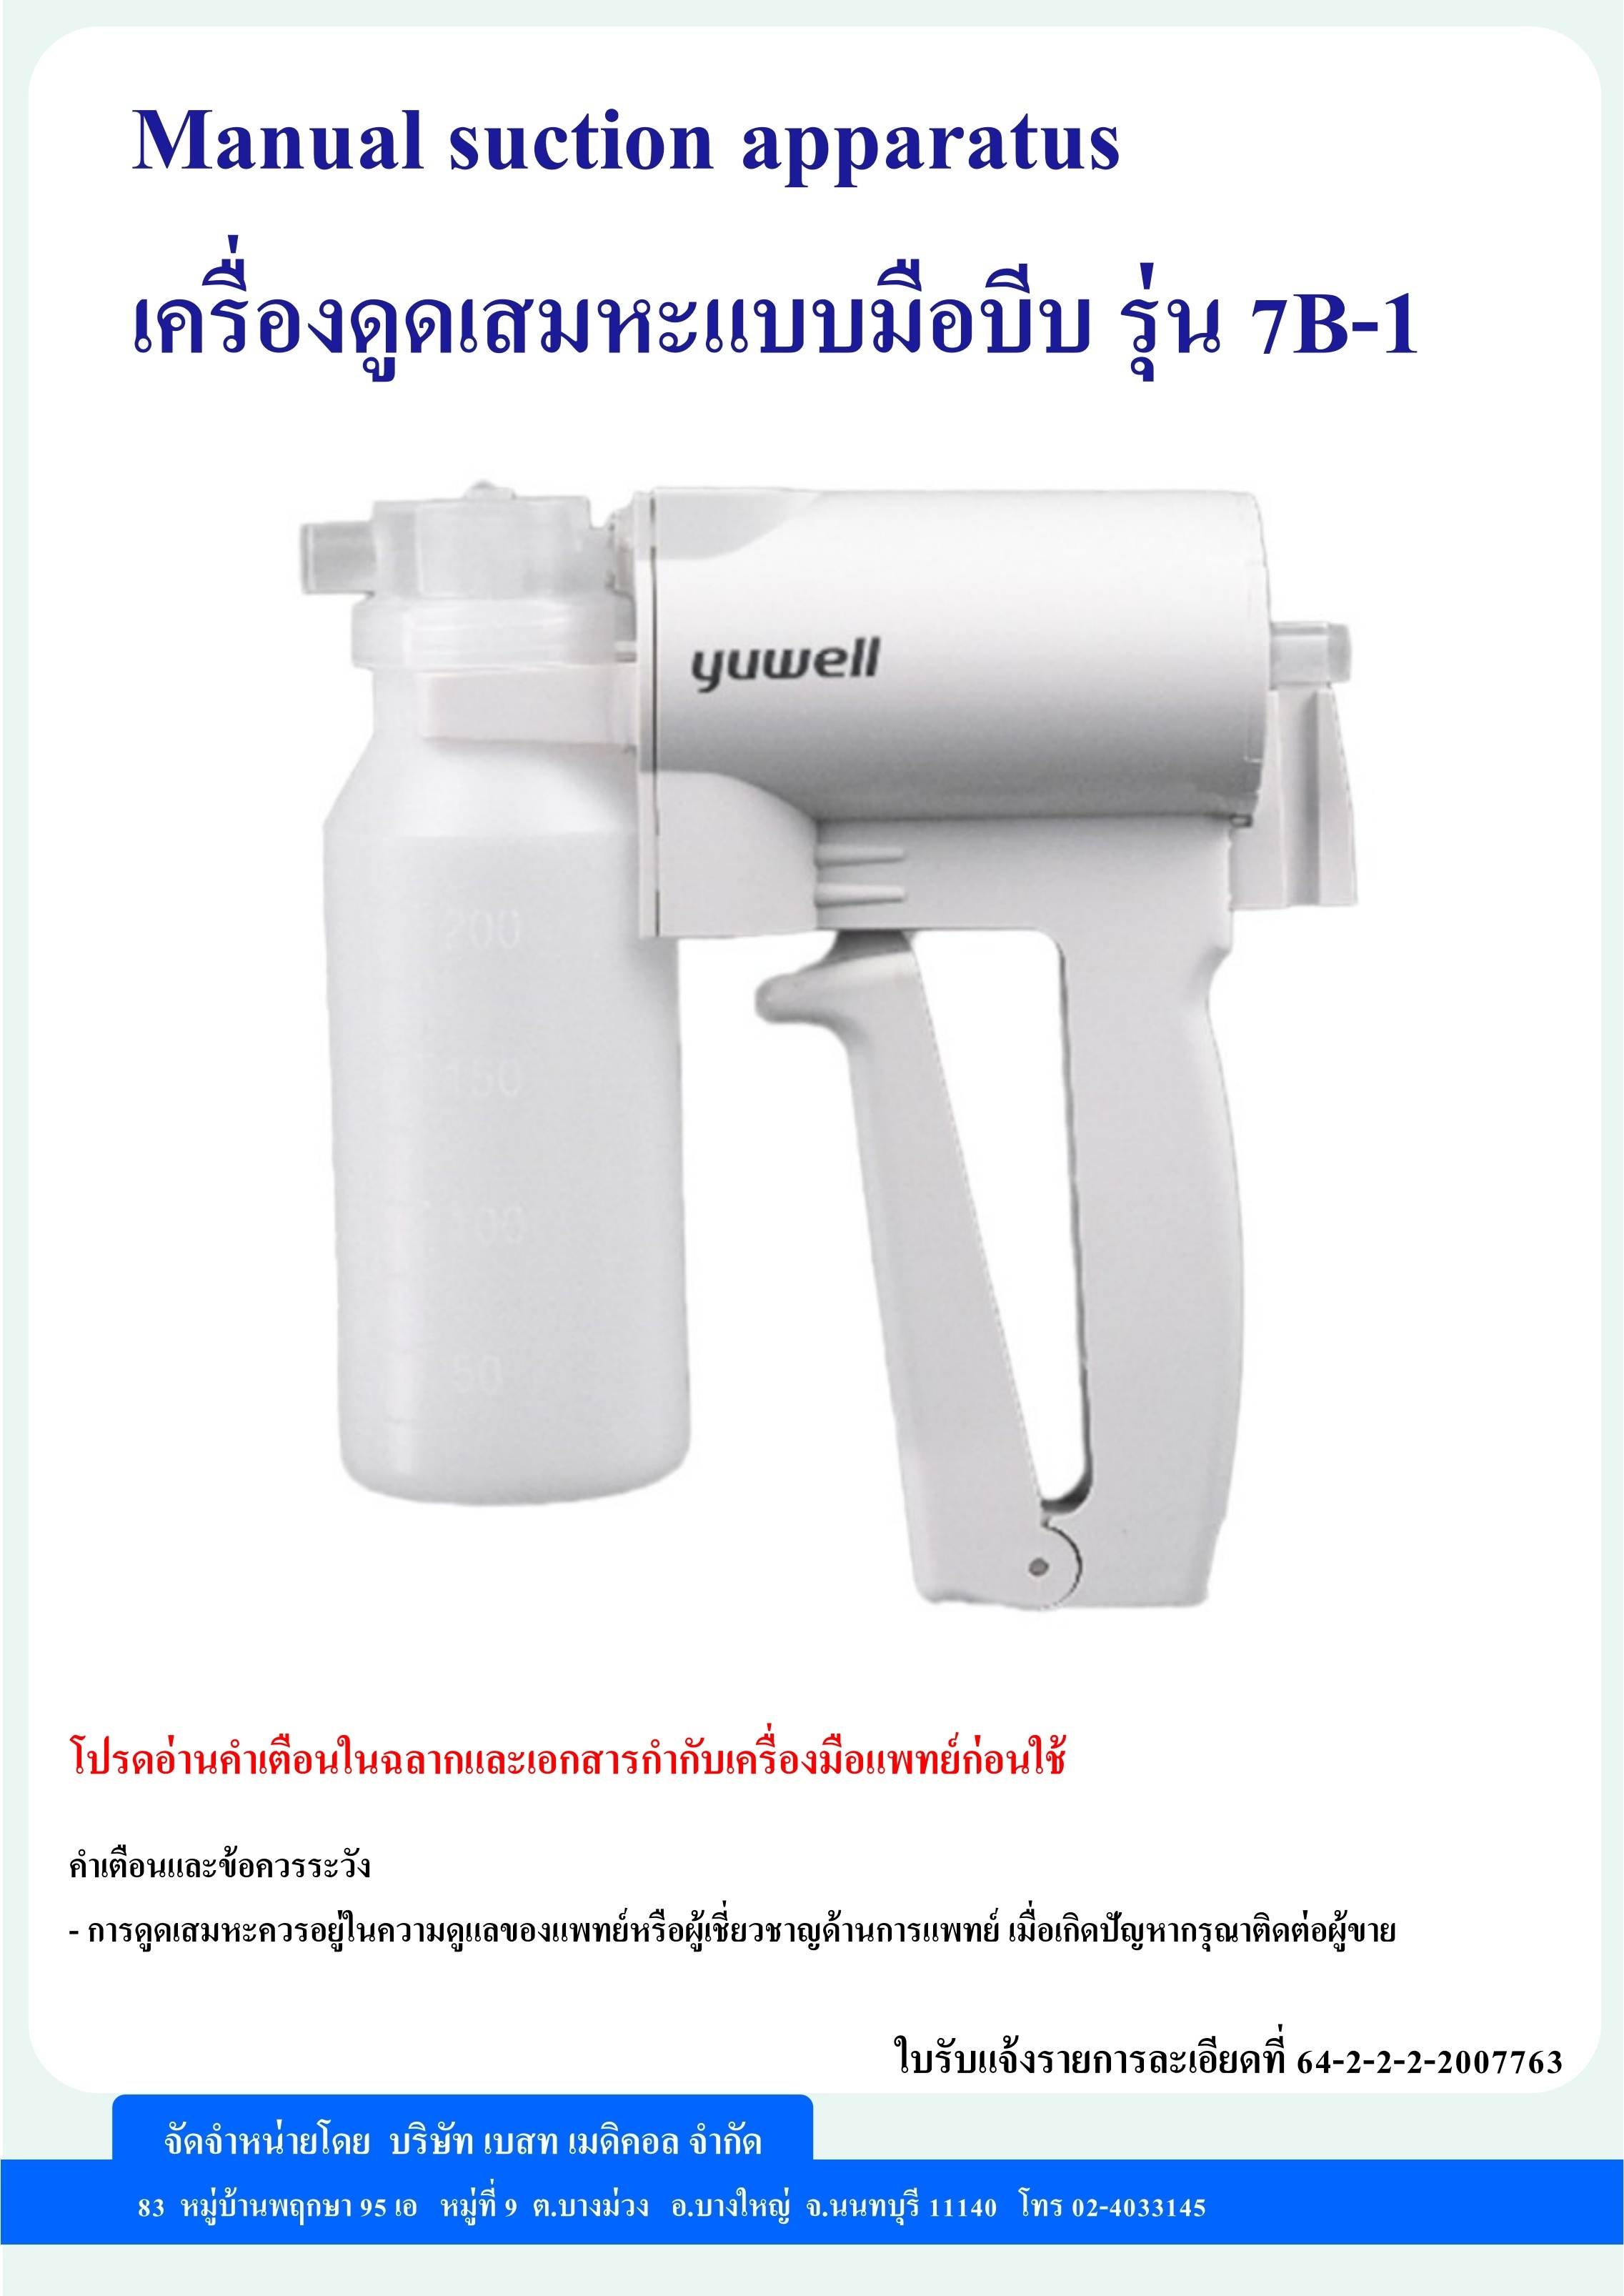 Manual suction apparatus
เครื่องดูดเสมหะแบบมือบีบ รุ่น 7B-1
yuwell
200
150
100
50
โปรดอ่านคำเตือนในฉลากและเอกสารกำกับเครื่องมือแพทย์ก่อนใช้
คำเตือนและข้อควรระวัง
- การดูดเสมหะควรอยู่ในความดูแลของแพทย์หรือผู้เชี่ยวชาญด้านการแพทย์ เมื่อเกิดปัญหากรุณาติดต่อผู้ขาย
ใบรับแจ้งรายการละเอียดที่ 64-2-2-2-2007763
จัดจำหน่ายโดย บริษัท เบสท เมดิคอล จำกัด
83 หมู่บ้านพฤกษา 95 เอ หมู่ที่ 9 ต.บางม่วง อ.บางใหญ่ จ.นนทบุรี 11140 โทร 02-4033145